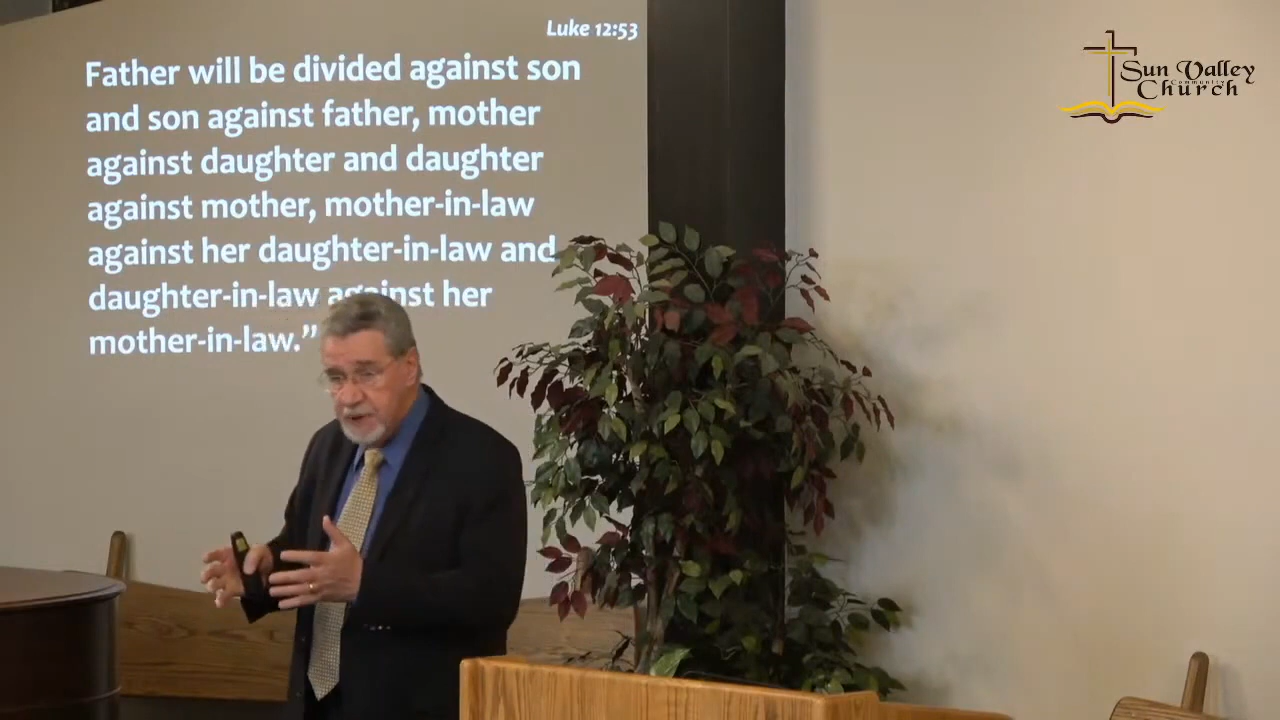 Luke 12:53
Father will be divided against son
and son against father, mother
against daughter and daughter
against mother, mother-in-law
against her daughter-in-law and
daughter-in-law against her
mother-in-law.”
Sun Valley
Community
Church